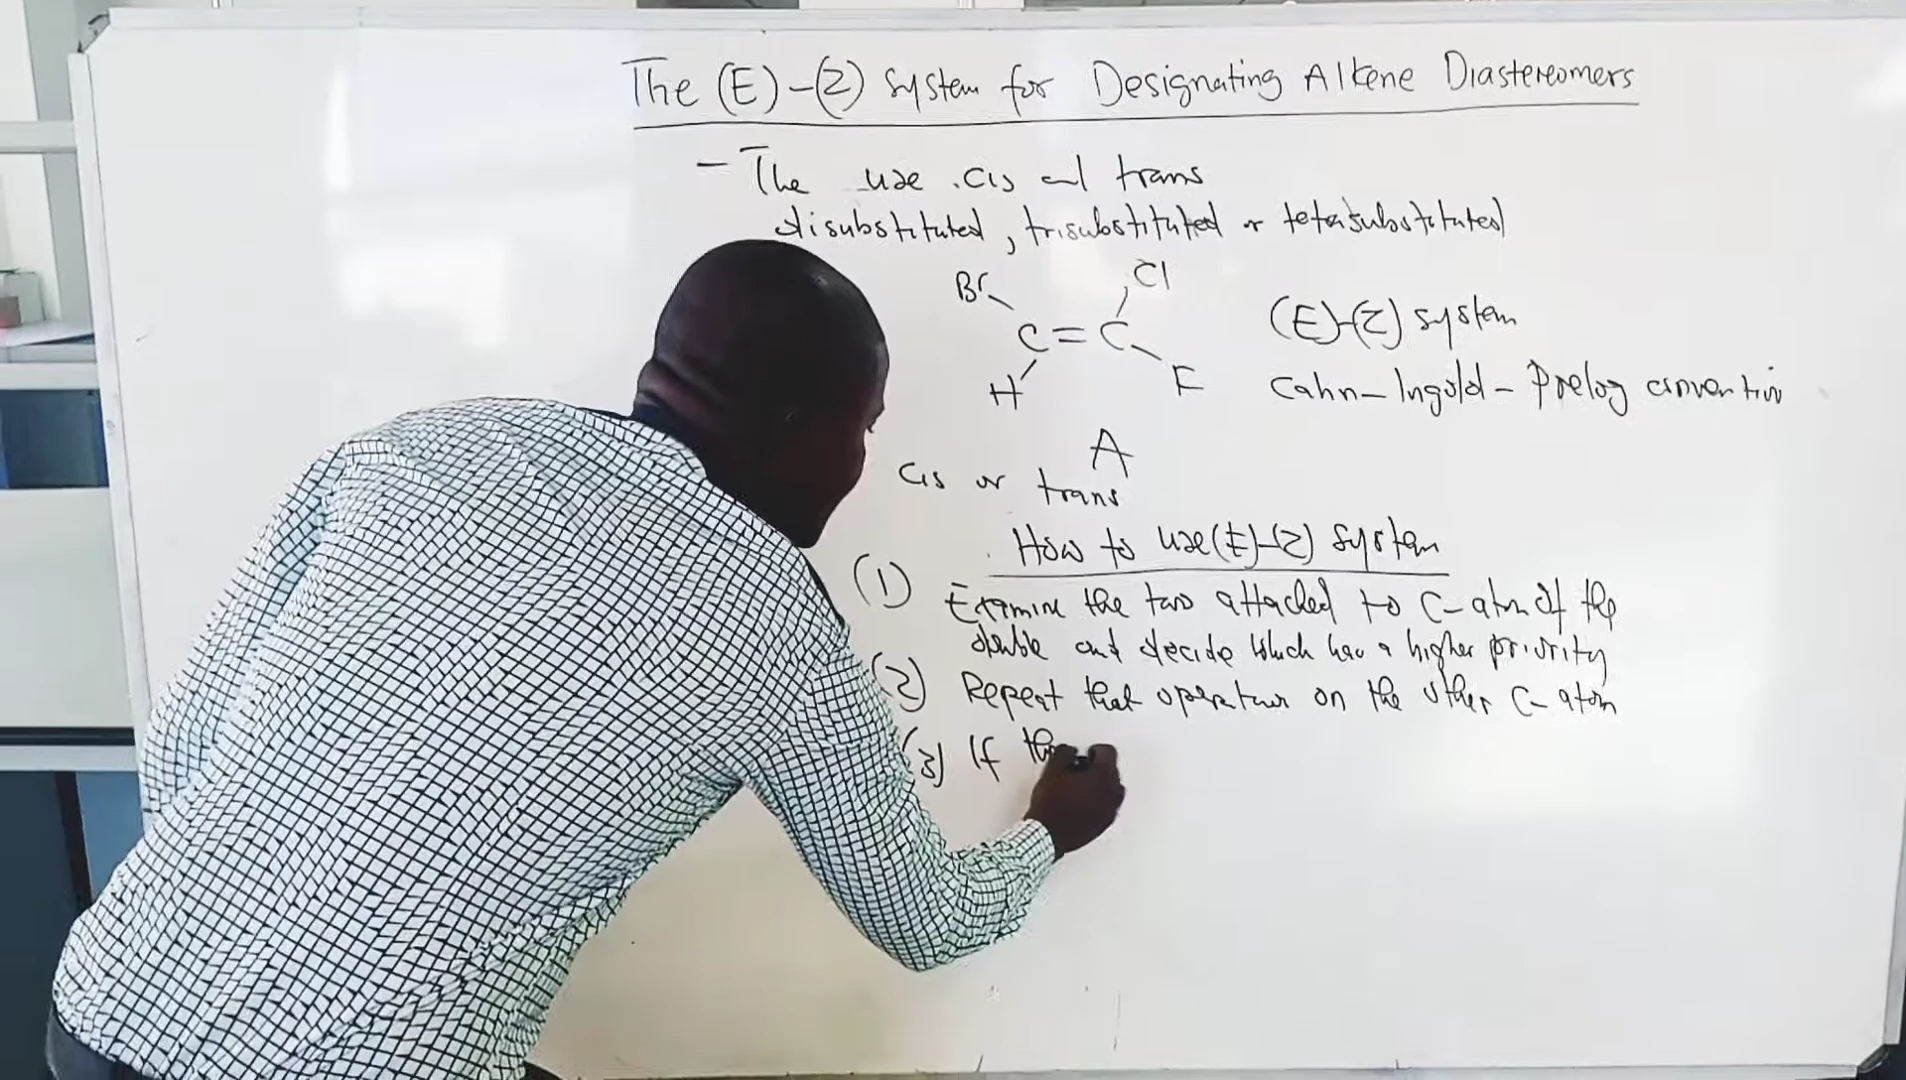 The (E)-(Z) system for Designating Alkene Diastereomers
- The use cis and trans
disubstituted, trisubstituted or tetrasubstituted
Br Cl
C = C
H F
(E)-(Z) system
Cahn-Ingold-Prelog convention
A
cis or trans
How to use (E)-(Z) system
(1) Examine the two attached to C-atom of the
double and decide which has a higher priority
(2) Repeat that operation on the other C-atom
(3) If the